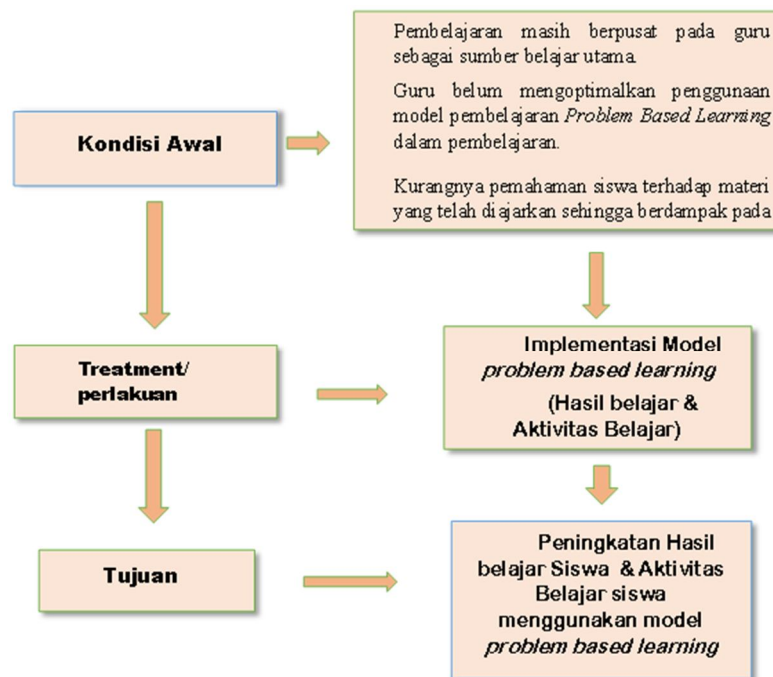 Pembelajaran masih berpusat pada guru
sebagai sumber belajar utama.
Guru belum mengoptimalkan penggunaan
model pembelajaran Problem Based Learning
dalam pembelajaran.
Kurangnya pemahaman siswa terhadap materi
yang telah diajarkan sehingga berdampak pada
Kondisi Awal
Treatment/
perlakuan
Implementasi Model
problem based learning
(Hasil belajar &
Aktivitas Belajar)
Tujuan
Peningkatan Hasil
belajar Siswa & Aktivitas
Belajar siswa
menggunakan model
problem based learning